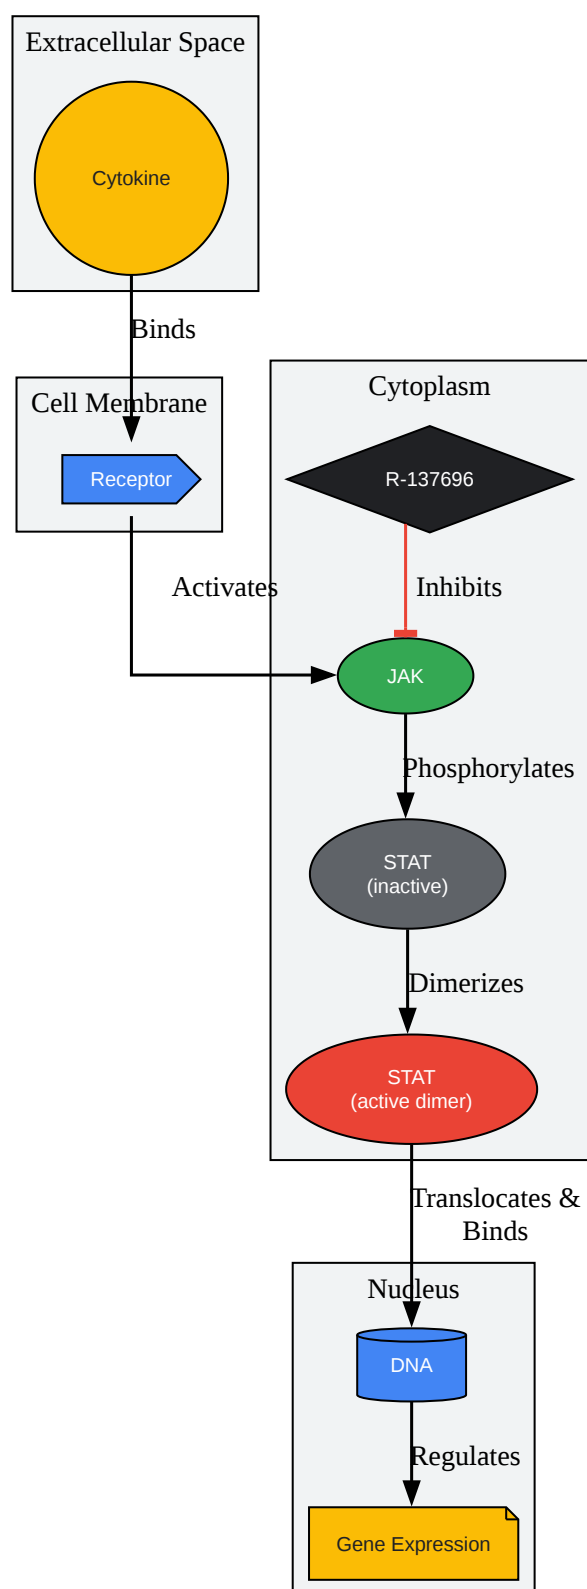 Extracellular Space
Cytokine
Binds
Cell Membrane
Receptor
Activates
Cytoplasm
R-137696
Inhibits
JAK
Phosphorylates
STAT
(inactive)
Dimerizes
STAT
(active dimer)
Translocates &
Binds
Nucleus
DNA
Regulates
Gene Expression